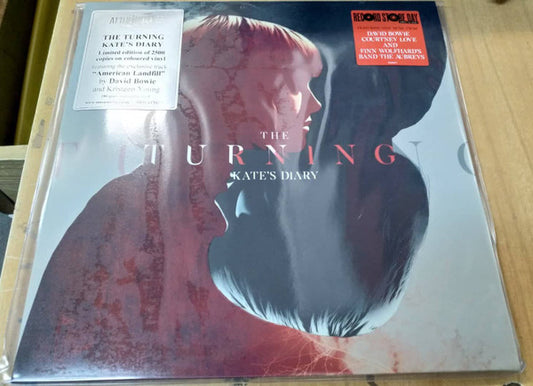 THE TURNING
KATE'S DIARY
Limited edition of 2500
copies on coloured vinyl
"American Landfill"
by David Bowie
and Kristeen Young
RECORD STORE DAY
DAVID BOWIE
COURTNEY LOVE
AND
FINN WOLFHARD'S
BAND THE AUBREYS
THE
TURNING
KATE'S DIARY